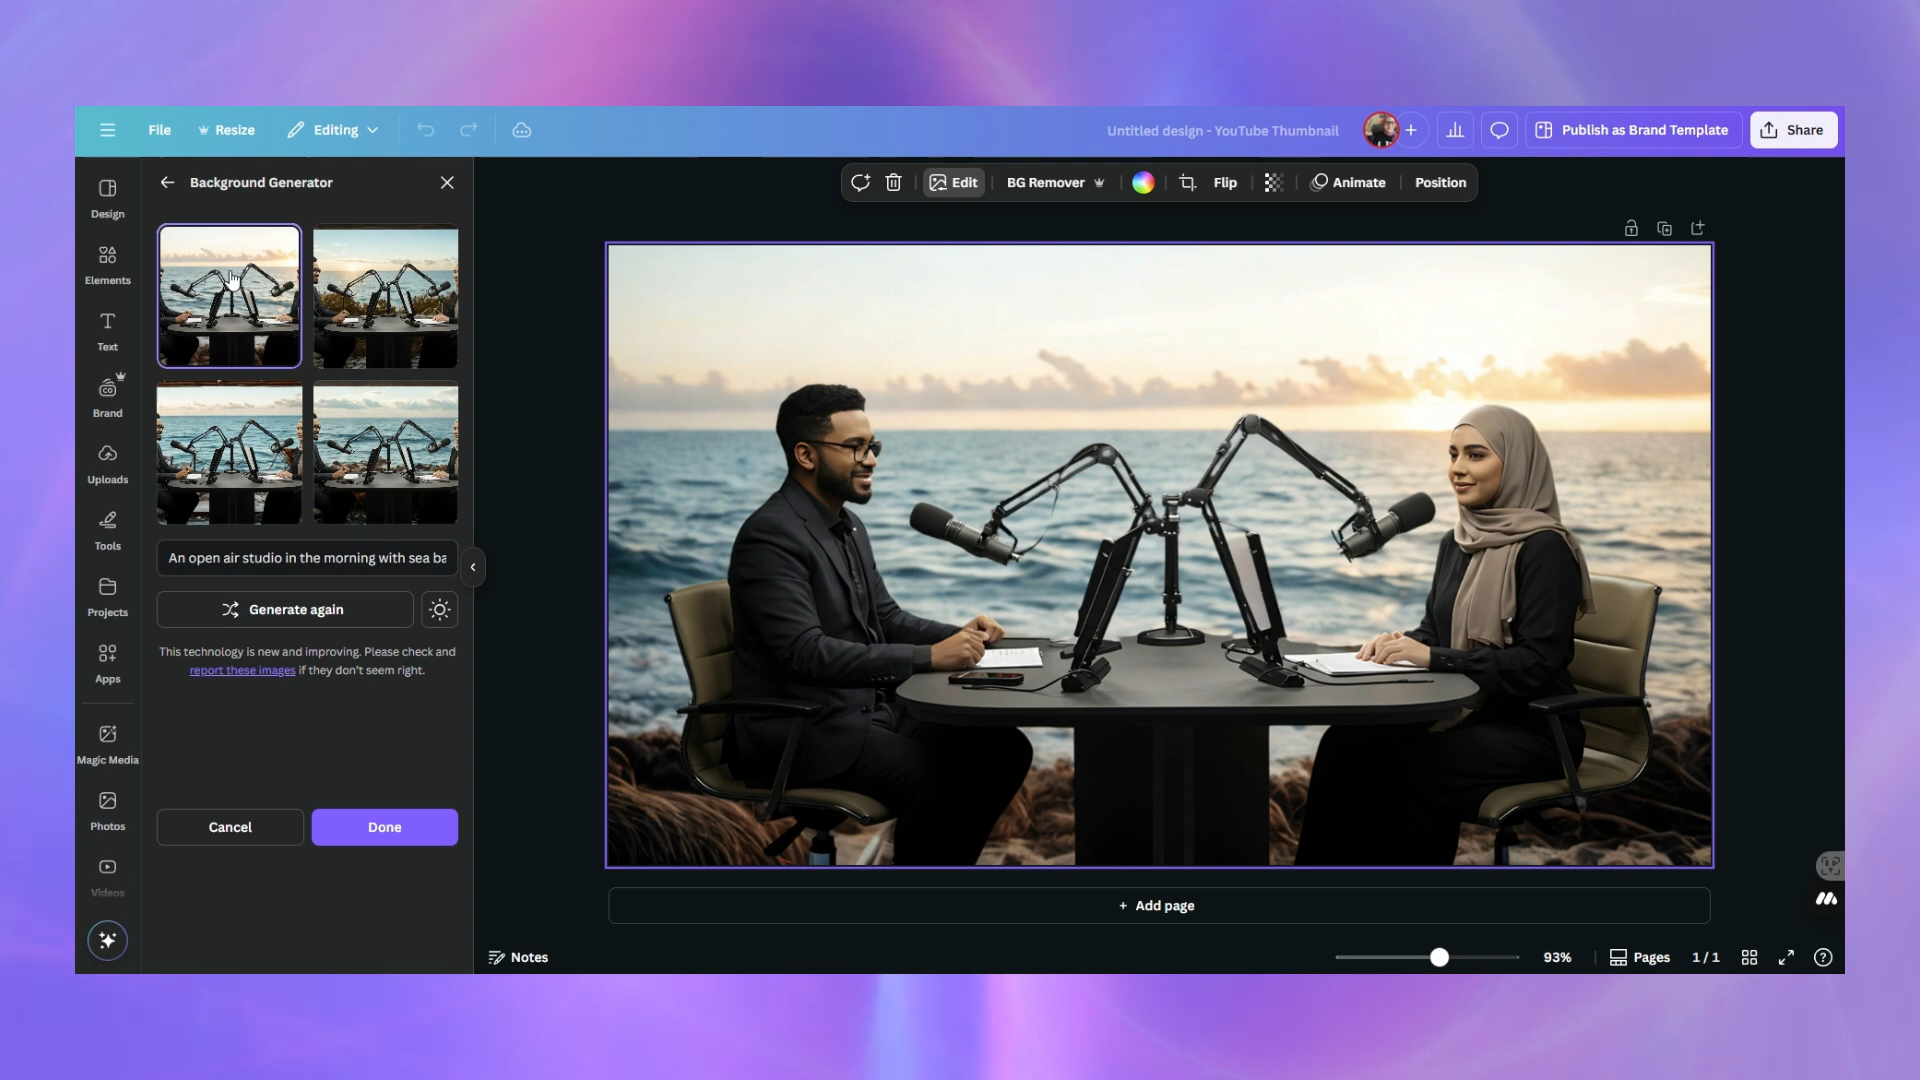 File
Resize
Editing
Untitled design - YouTube Thumbnail
+
Publish as Brand Template
Share
Design
Elements
Text
Brand
Uploads
Tools
Projects
Apps
Magic Media
Photos
Videos
Background Generator
An open air studio in the morning with sea ba
Generate again
This technology is new and improving. Please check and
report these images if they don't seem right.
Cancel
Done
Edit
BG Remover
Flip
Animate
Position
+ Add page
Notes
93%
Pages
1 / 1